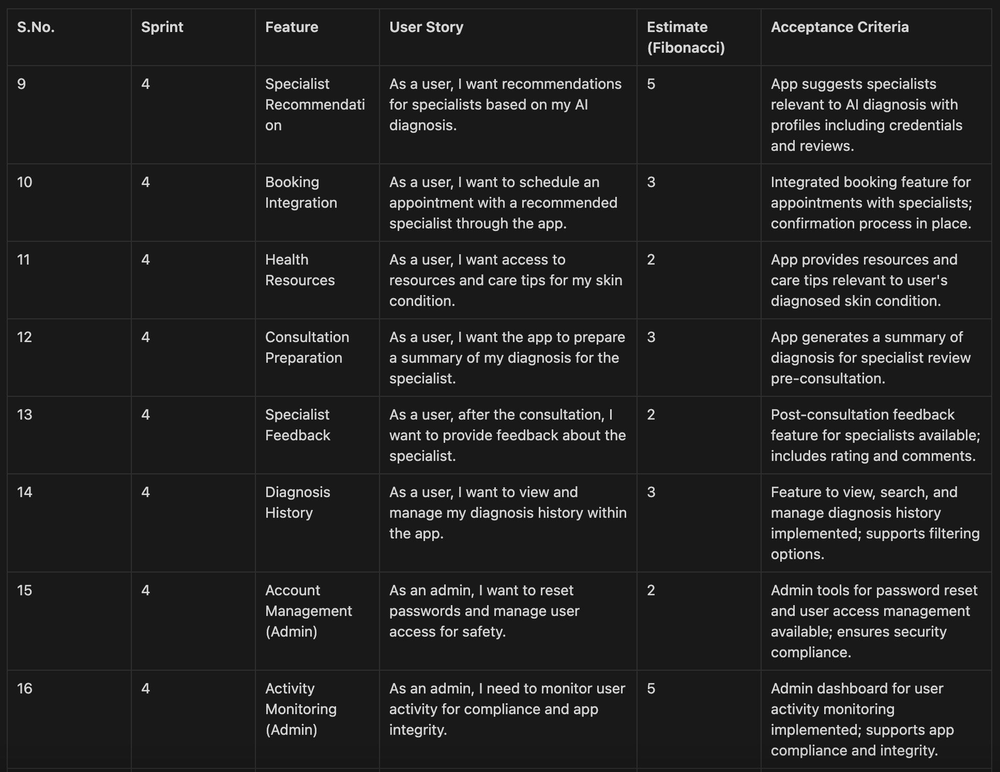 S.No.
Sprint
Feature
User Story
Estimate
(Fibonacci)
Acceptance Criteria
9
4
Specialist
Recommendati
on
As a user, I want recommendations
for specialists based on my AI
diagnosis.
5
App suggests specialists
relevant to AI diagnosis with
profiles including credentials
and reviews.
10
4
Booking
Integration
As a user, I want to schedule an
appointment with a recommended
specialist through the app.
3
Integrated booking feature for
appointments with specialists;
confirmation process in place.
11
4
Health
Resources
As a user, I want access to
resources and care tips for my skin
condition.
2
App provides resources and
care tips relevant to user's
diagnosed skin condition.
12
4
Consultation
Preparation
As a user, I want the app to prepare
a summary of my diagnosis for the
specialist.
3
App generates a summary of
diagnosis for specialist review
pre-consultation.
13
4
Specialist
Feedback
As a user, after the consultation, I
want to provide feedback about the
specialist.
2
Post-consultation feedback
feature for specialists available;
includes rating and comments.
14
4
Diagnosis
History
As a user, I want to view and
manage my diagnosis history within
the app.
3
Feature to view, search, and
manage diagnosis history
implemented; supports filtering
options.
15
4
Account
Management
(Admin)
As an admin, I want to reset
passwords and manage user
access for safety.
2
Admin tools for password reset
and user access management
available; ensures security
compliance.
16
4
Activity
Monitoring
(Admin)
As an admin, I need to monitor user
activity for compliance and app
integrity.
5
Admin dashboard for user
activity monitoring
implemented; supports app
compliance and integrity.